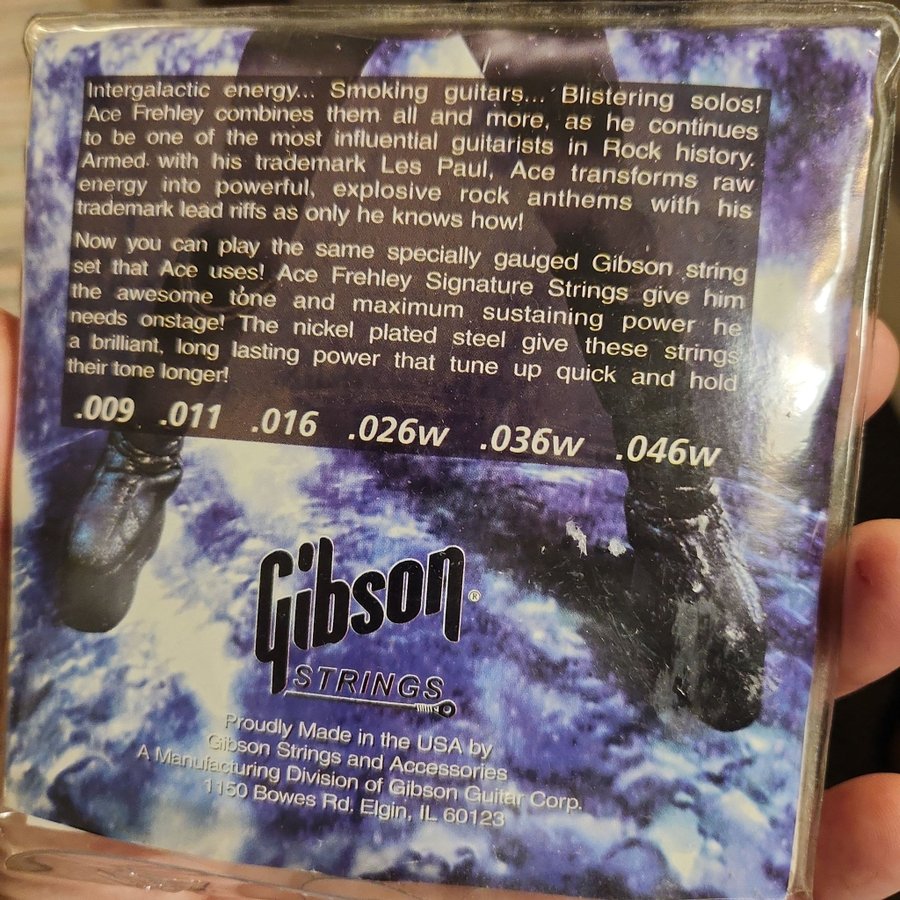 Intergalactic energy... Smoking guitars... Blistering solos!
Ace Frehley combines them all and more, as he continues
to be one of the most influential guitarists in Rock history.
Armed with his trademark Les Paul, Ace transforms raw
energy into powerful, explosive rock anthems with his
trademark lead riffs as only he knows how!
Now you can play the same specially gauged Gibson string
set that Ace uses! Ace Frehley Signature Strings give him
the awesome tone and maximum sustaining power he
needs onstage! The nickel plated steel give these strings
a brilliant, long lasting power that tune up quick and hold
their tone longer!
.009 .011 .016 .026w .036w .046w
Gibson®
STRINGS
Proudly Made in the USA by
Gibson Strings and Accessories
A Manufacturing Division of Gibson Guitar Corp.
1150 Bowes Rd. Elgin, IL 60123